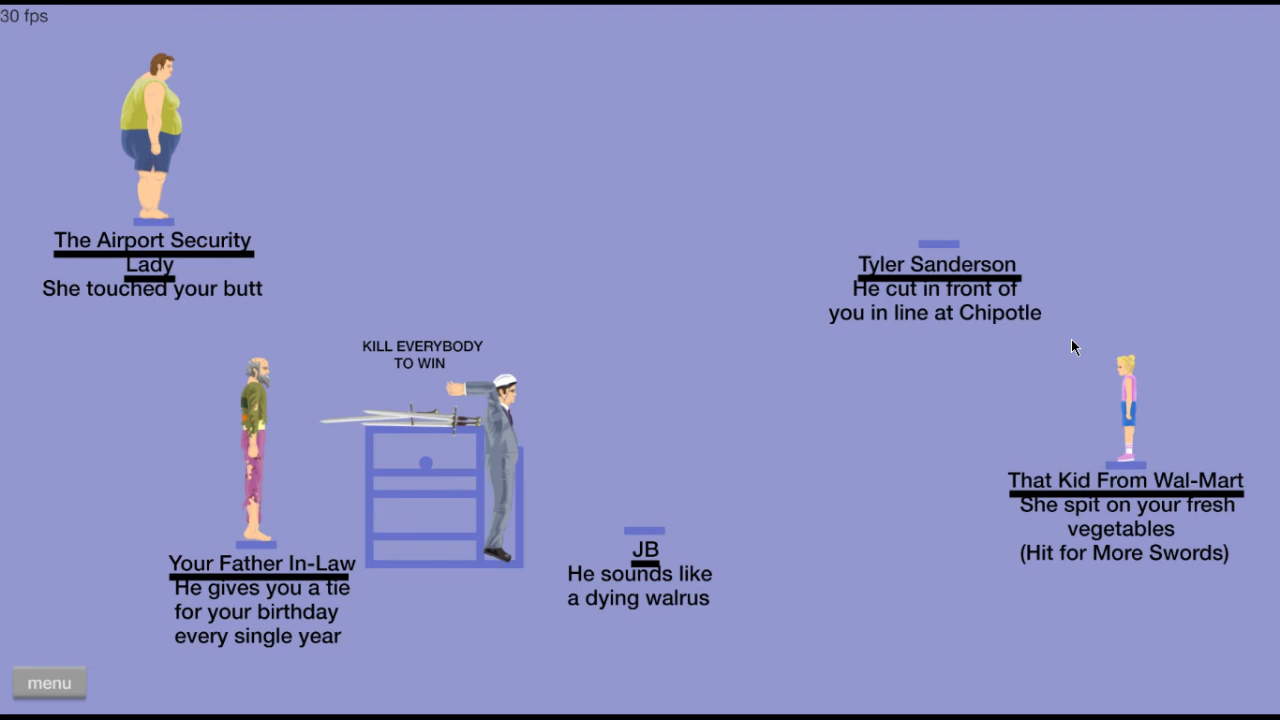 30 fps
The Airport Security
Lady
She touched your butt
Tyler Sanderson
He cut in front of
you in line at Chipotle
KILL EVERYBODY
TO WIN
That Kid From Wal-Mart
She spit on your fresh
vegetables
(Hit for More Swords)
JB
He sounds like
a dying walrus
Your Father In-Law
He gives you a tie
for your birthday
every single year
menu